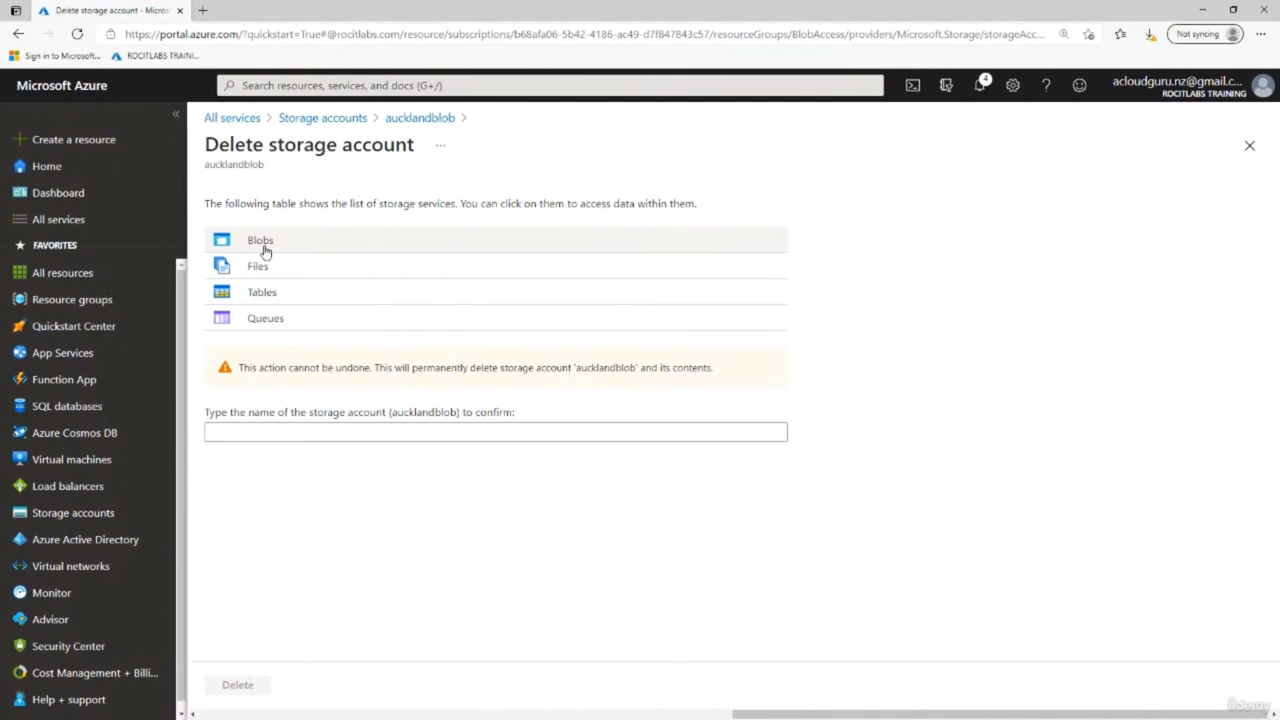 Delete storage account - Micros
https://portal.azure.com/?quickstart=True#@rocitlabs.com/resource/subscriptions/b68afa06-5b42-4186-ac49-d7f847843c57/resourceGroups/BlobAccess/providers/Microsoft.Storage/storageAcc...
Not syncing
Sign in to Microsoft...
ROCITLABS TRAINI...
Microsoft Azure
Search resources, services, and docs (G+/)
4
acloudguru.nz@gmail.c...
ROCITLABS TRAINING
All services > Storage accounts > aucklandblob >
Delete storage account ...
aucklandblob
The following table shows the list of storage services. You can click on them to access data within them.
Blobs
Files
Tables
Queues
This action cannot be undone. This will permanently delete storage account 'aucklandblob' and its contents.
Type the name of the storage account (aucklandblob) to confirm:
Delete
Create a resource
Home
Dashboard
All services
FAVORITES
All resources
Resource groups
Quickstart Center
App Services
Function App
SQL databases
Azure Cosmos DB
Virtual machines
Load balancers
Storage accounts
Azure Active Directory
Virtual networks
Monitor
Advisor
Security Center
Cost Management + Billi...
Help + support
Udemy